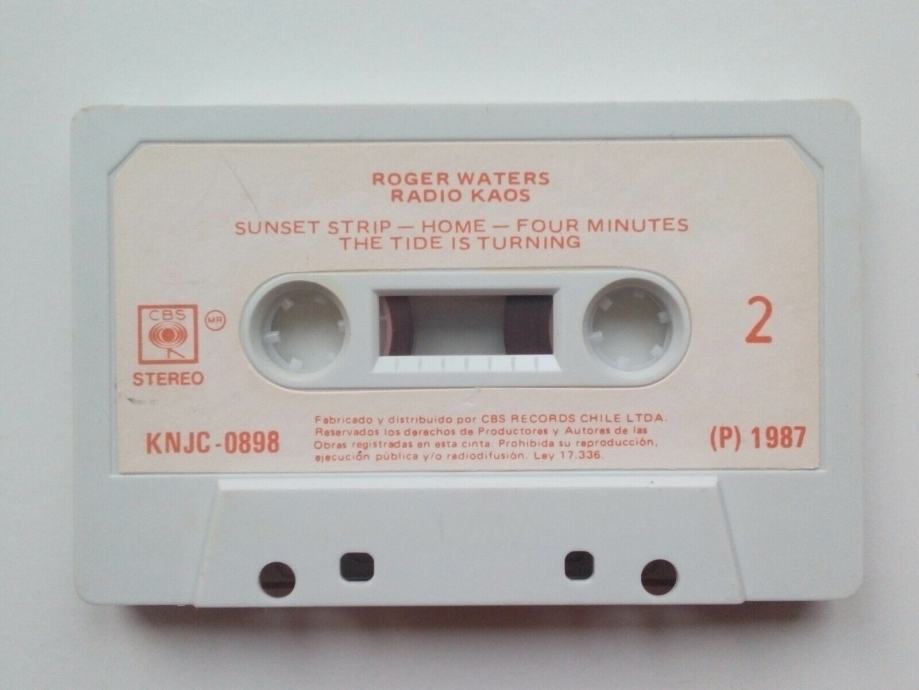 ROGER WATERS
RADIO KAOS
SUNSET STRIP — HOME — FOUR MINUTES
THE TIDE IS TURNING
CBS
MR
STEREO
2
KNJC-0898
Fabricado y distribuido por CBS RECORDS CHILE LTDA.
Reservados los derechos de Productores y Autores de las
Obras registradas en esta cinta. Prohibida su reproducción,
ejecución pública y/o radiodifusión. Ley 17.336.
(P) 1987